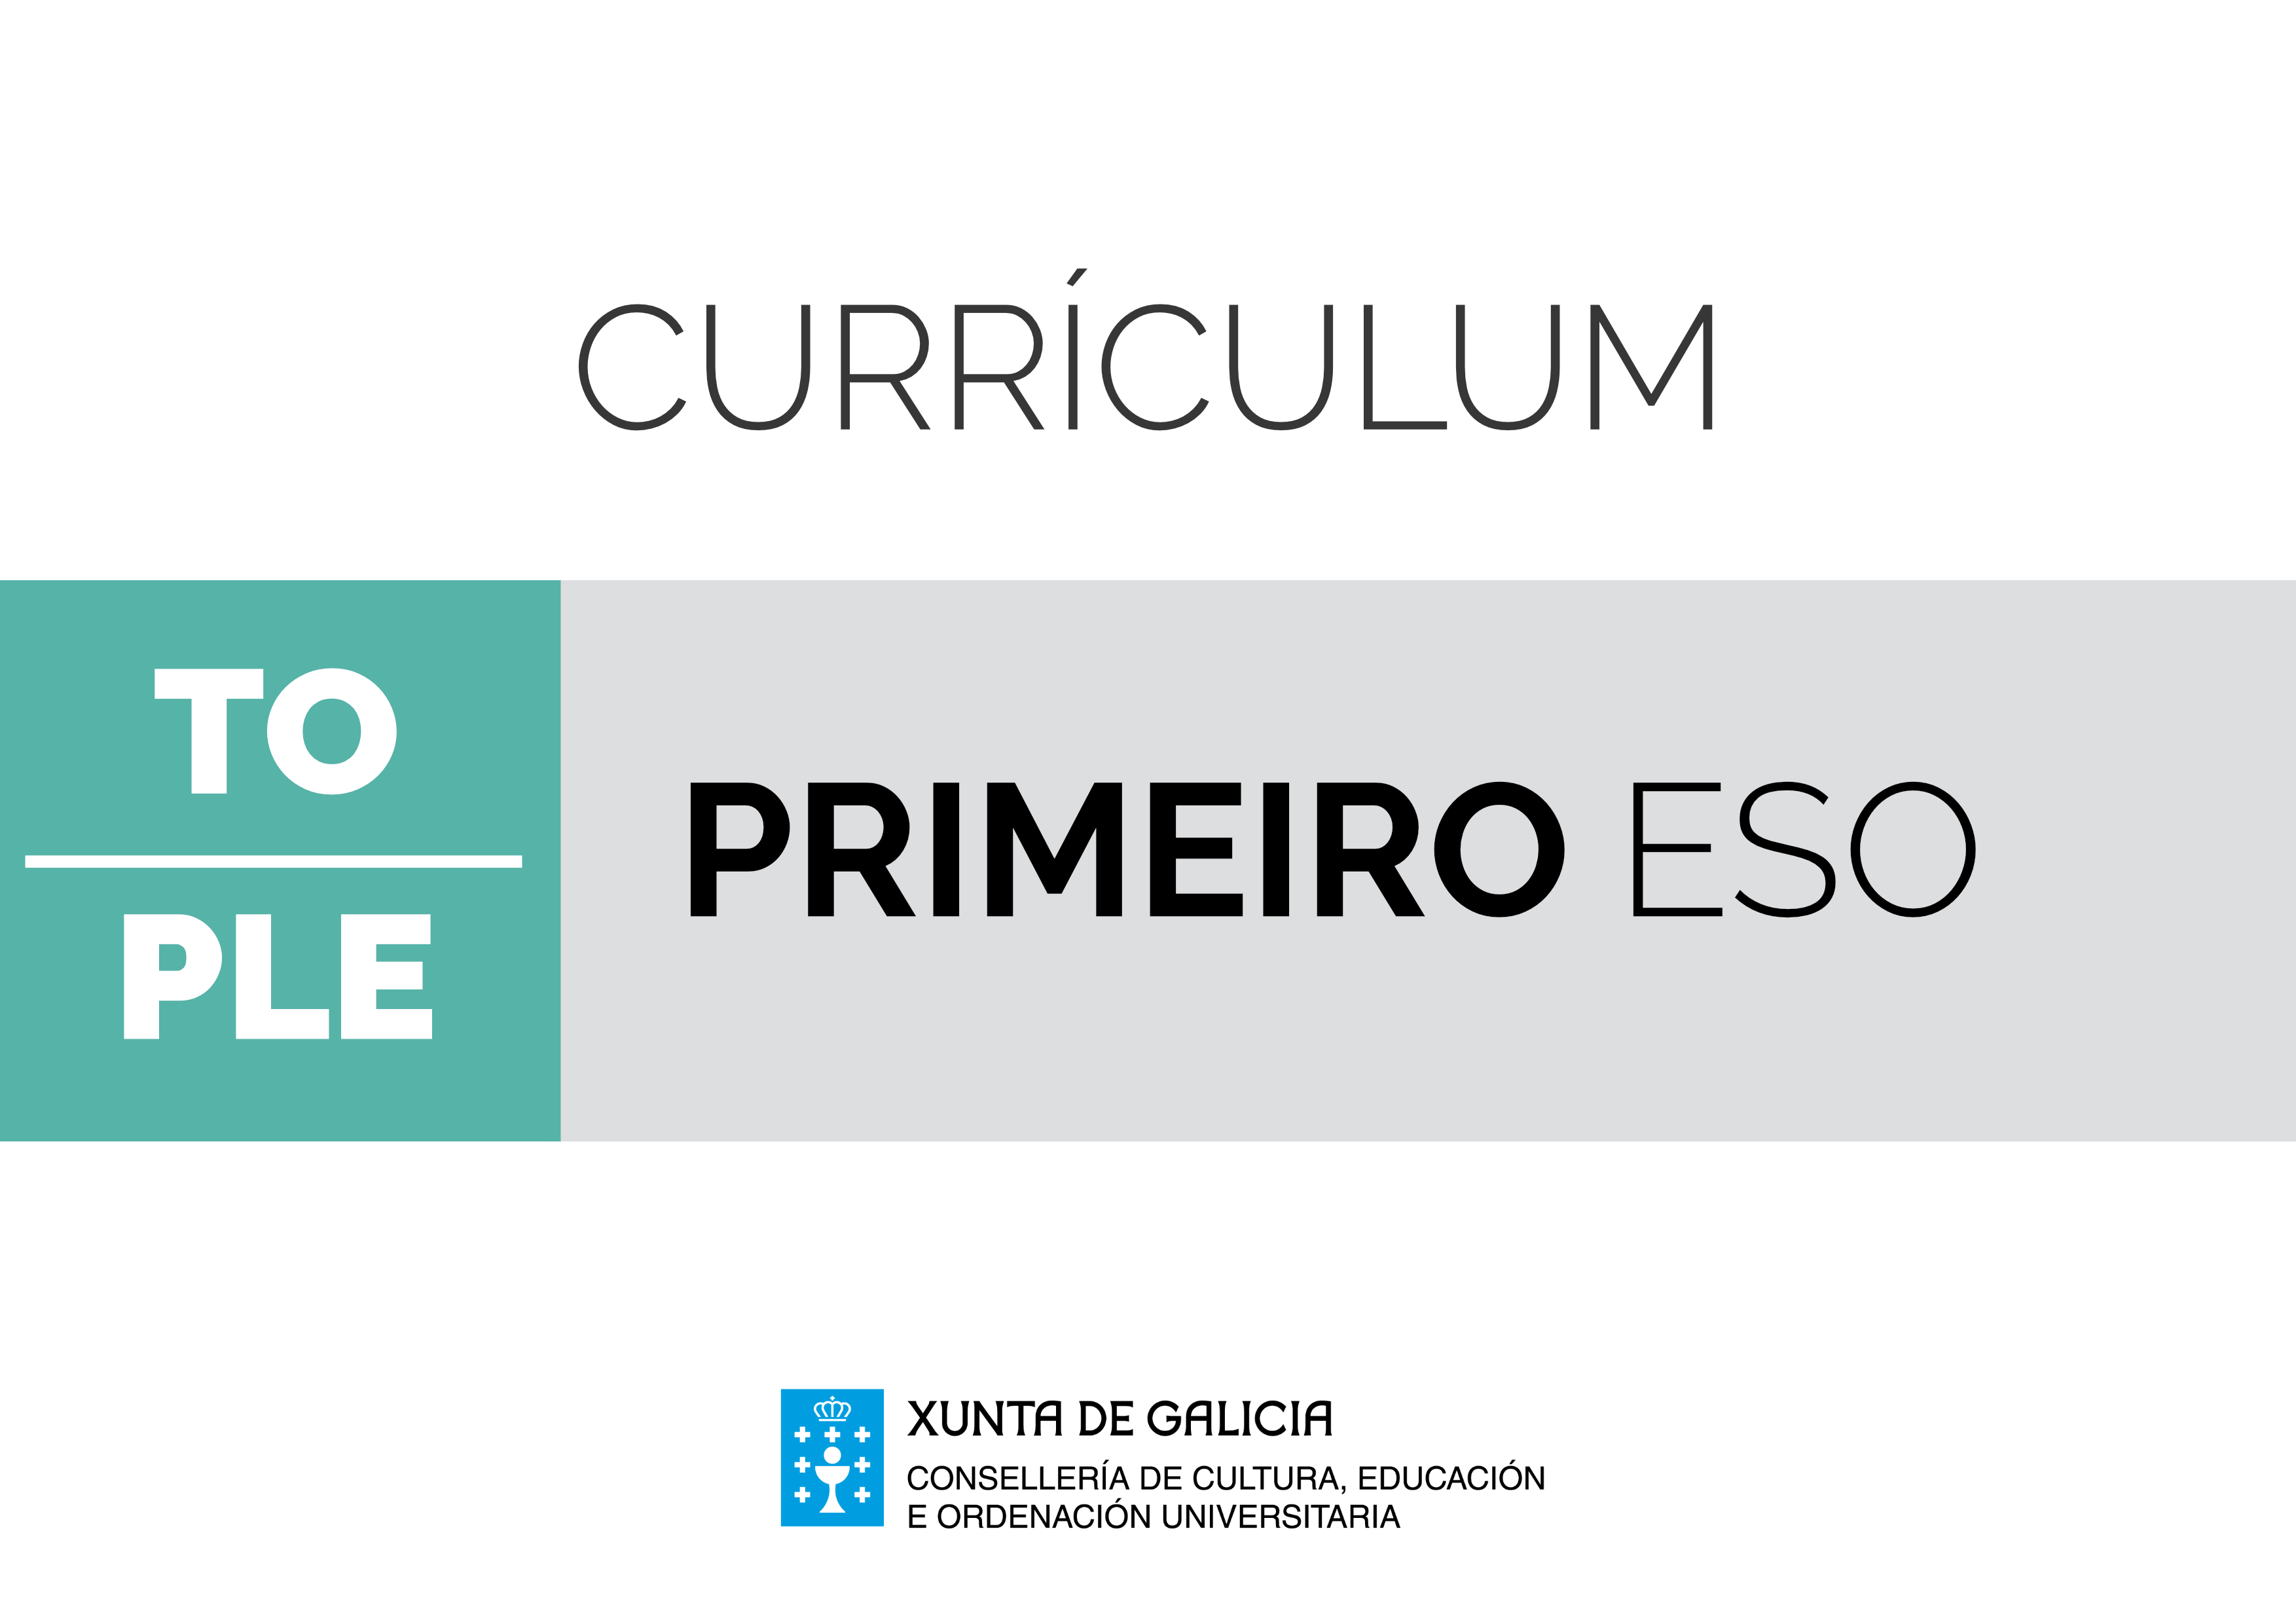 CURRÍCULUM
TO
PLE
PRIMEIRO ESO
XUNTA DE GALICIA
CONSELLERÍA DE CULTURA, EDUCACIÓN
E ORDENACIÓN UNIVERSITARIA